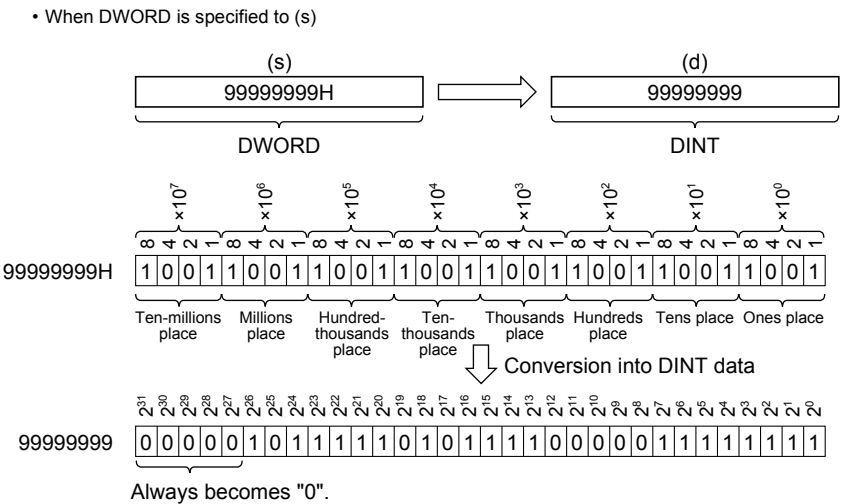 • When DWORD is specified to (s)
(s) (d)
99999999H 99999999
DWORD DINT
×10⁷ ×10⁶ ×10⁵ ×10⁴ ×10³ ×10² ×10¹ ×10⁰
8 4 2 1 8 4 2 1 8 4 2 1 8 4 2 1 8 4 2 1 8 4 2 1 8 4 2 1 8 4 2 1
99999999H 1 0 0 1 1 0 0 1 1 0 0 1 1 0 0 1 1 0 0 1 1 0 0 1 1 0 0 1 1 0 0 1
Ten-millions place Millions place Hundred-thousands place Ten-thousands place Thousands place Hundreds place Tens place Ones place
Conversion into DINT data
2³¹ 2³⁰ 2²⁹ 2²⁸ 2²⁷ 2²⁶ 2²⁵ 2²⁴ 2²³ 2²² 2²¹ 2²⁰ 2¹⁹ 2¹⁸ 2¹⁷ 2¹⁶ 2¹⁵ 2¹⁴ 2¹³ 2¹² 2¹¹ 2¹⁰ 2⁹ 2⁸ 2⁷ 2⁶ 2⁵ 2⁴ 2³ 2² 2¹ 2⁰
99999999 0 0 0 0 0 1 0 1 1 1 1 1 0 1 0 1 1 1 1 0 0 0 0 0 1 1 1 1 1 1 1 1
Always becomes "0".